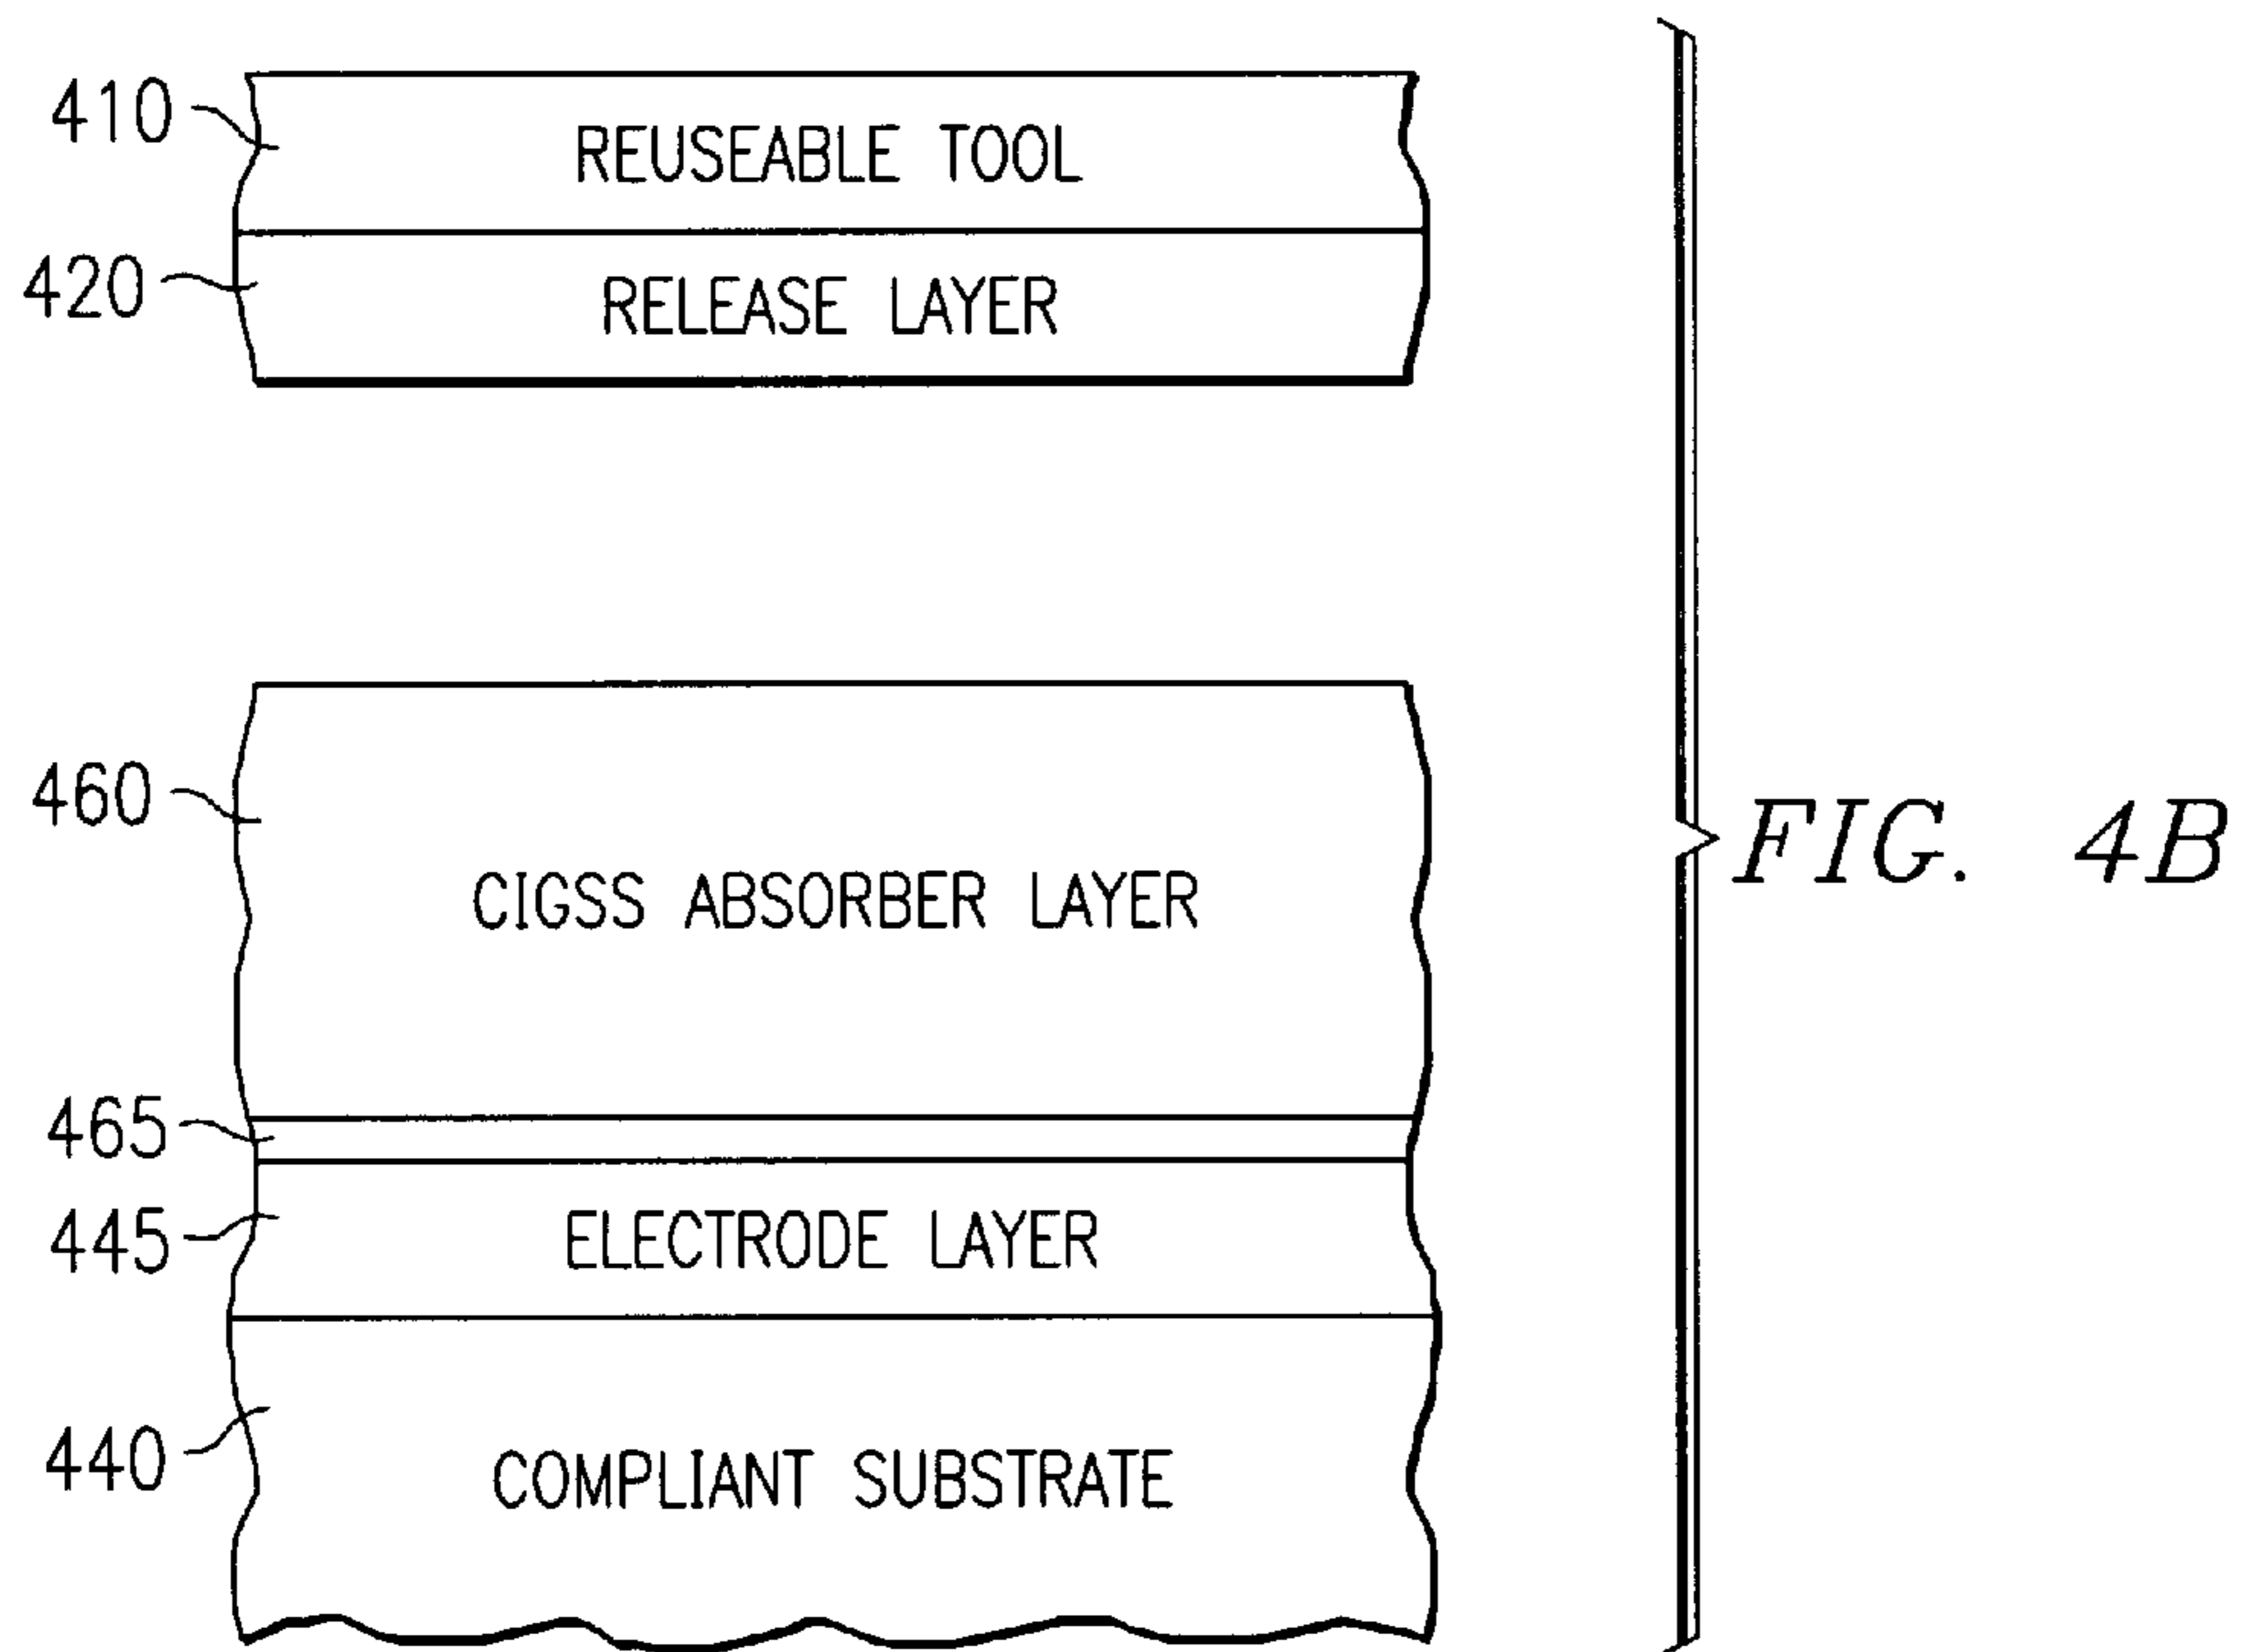 410
REUSEABLE TOOL
420
RELEASE LAYER
460
CIGSS ABSORBER LAYER
FIG. 4B
465
445
ELECTRODE LAYER
440
COMPLIANT SUBSTRATE